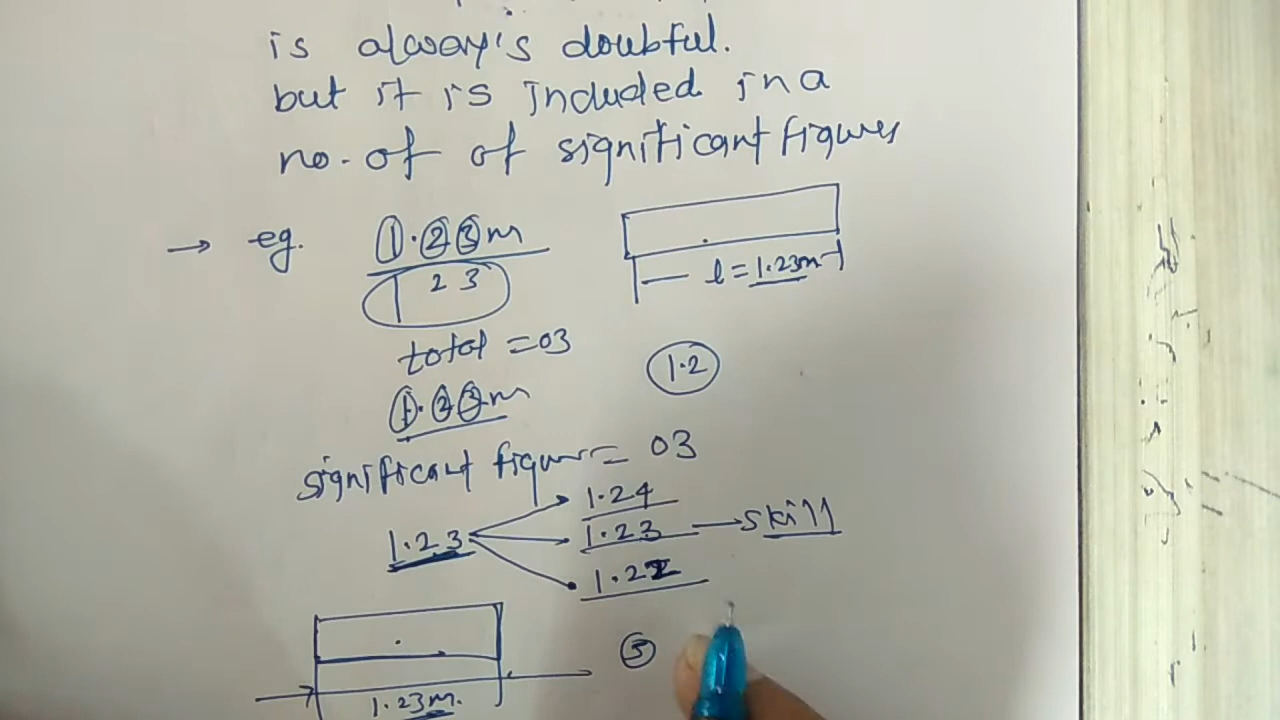 is always doubtful.
but it is included in a
no. of of significant figures
→ eg. 1.23m
1 2 3
l = 1.23m
total = 03
1.2
1.23m
significant figure = 03
1.24
1.23 → 1.23 → skill
1.22
1.23m.
5